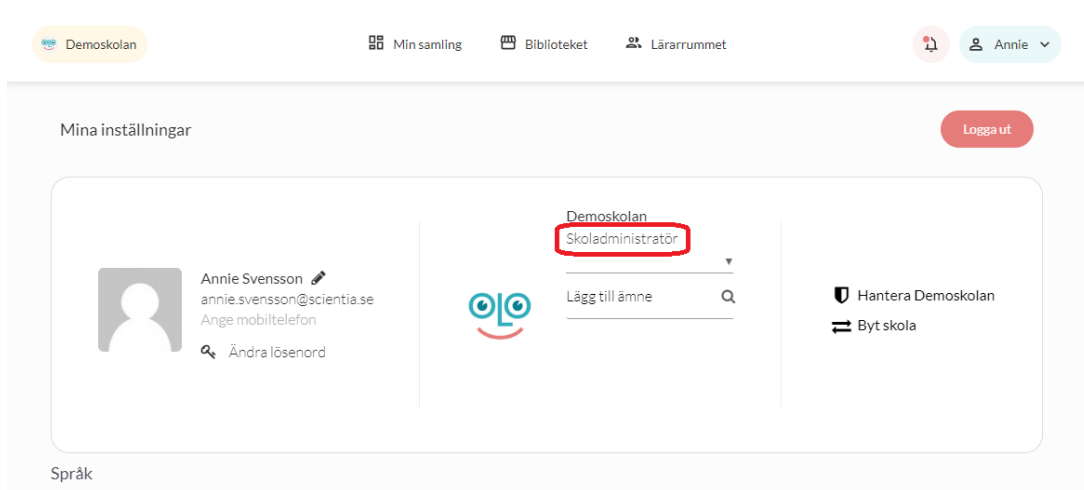 Demoskolan
Min samling
Biblioteket
Lärarrummet
Annie
Mina inställningar
Logga ut
Annie Svensson
annie.svensson@scientia.se
Ange mobiltelefon
Ändra lösenord
Demoskolan
Skoladministratör
Lägg till ämne
Hantera Demoskolan
Byt skola
Språk